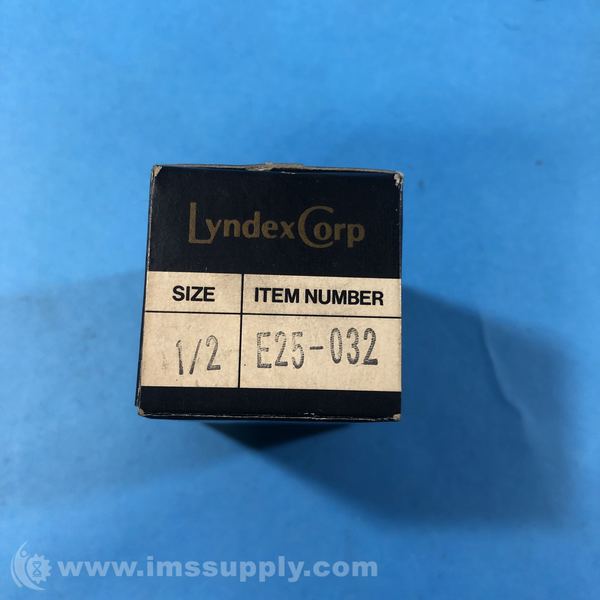 LyndexCorp
SIZE ITEM NUMBER
1/2 E25-032
www.imssupply.com